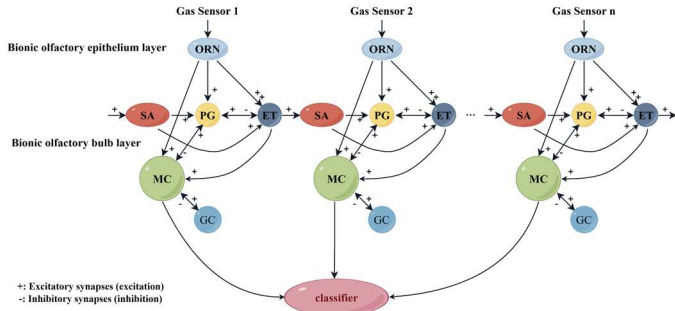 Gas Sensor 1 Gas Sensor 2 Gas Sensor n
Bionic olfactory epithelium layer ORN ORN ORN
+ + + + + + + + +
+ SA + PG - + ET + SA + PG - + ET ... + SA + PG - + ET +
Bionic olfactory bulb layer
+ - + + - + + - +
MC + MC + MC +
- + - + - +
GC GC GC
+: Excitatory synapses (excitation)
-: Inhibitory synapses (inhibition)
classifier